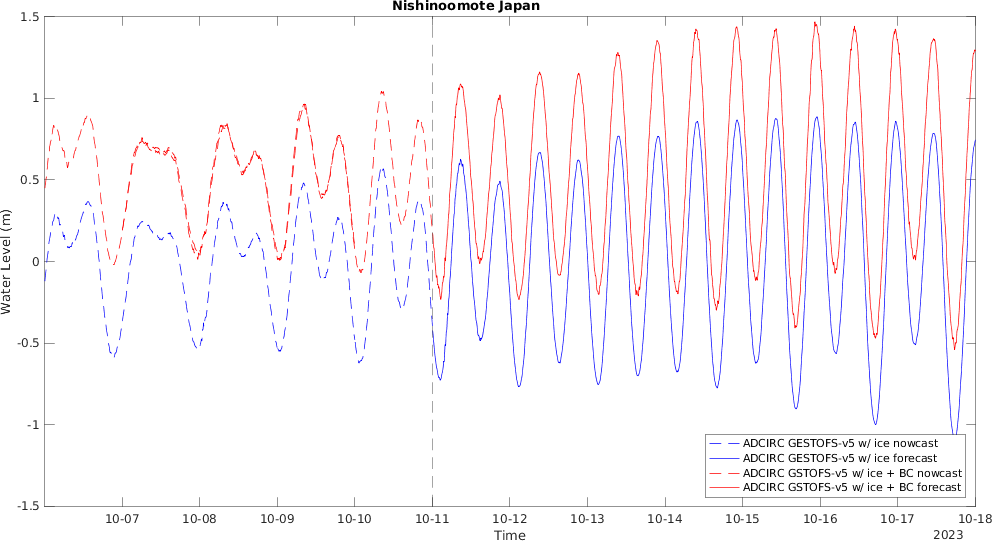 Nishinoomote Japan
1.5
1
0.5
0
-0.5
-1
-1.5
Water Level (m)
ADCIRC GESTOFS-v5 w/ ice nowcast
ADCIRC GESTOFS-v5 w/ ice forecast
ADCIRC GSTOFS-v5 w/ ice + BC nowcast
ADCIRC GSTOFS-v5 w/ ice + BC forecast
10-07 10-08 10-09 10-10 10-11 10-12 10-13 10-14 10-15 10-16 10-17 10-18
Time
2023